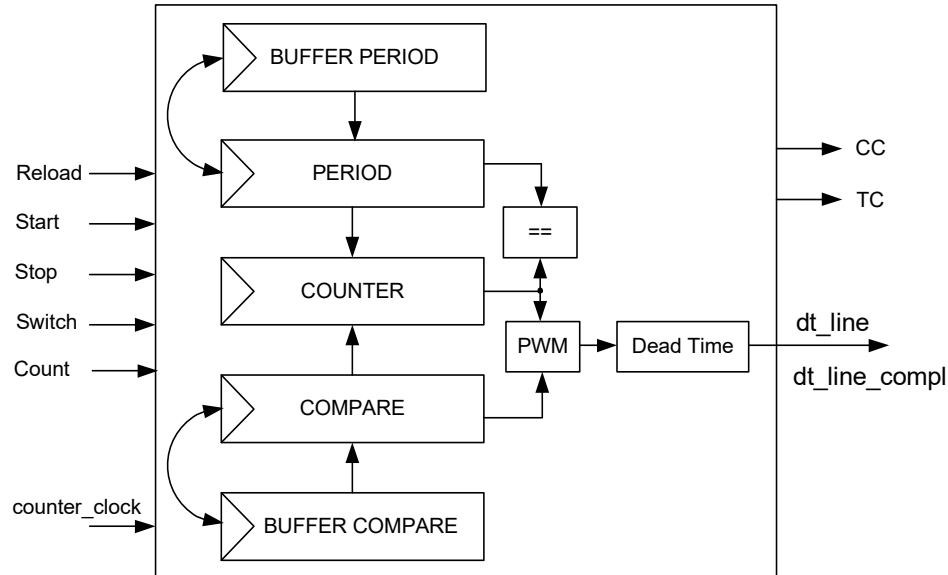 BUFFER PERIOD
PERIOD
CC
Reload
TC
Start
==
Stop
COUNTER
Switch
dt_line
PWM
Dead Time
Count
dt_line_compl
COMPARE
counter_clock
BUFFER COMPARE